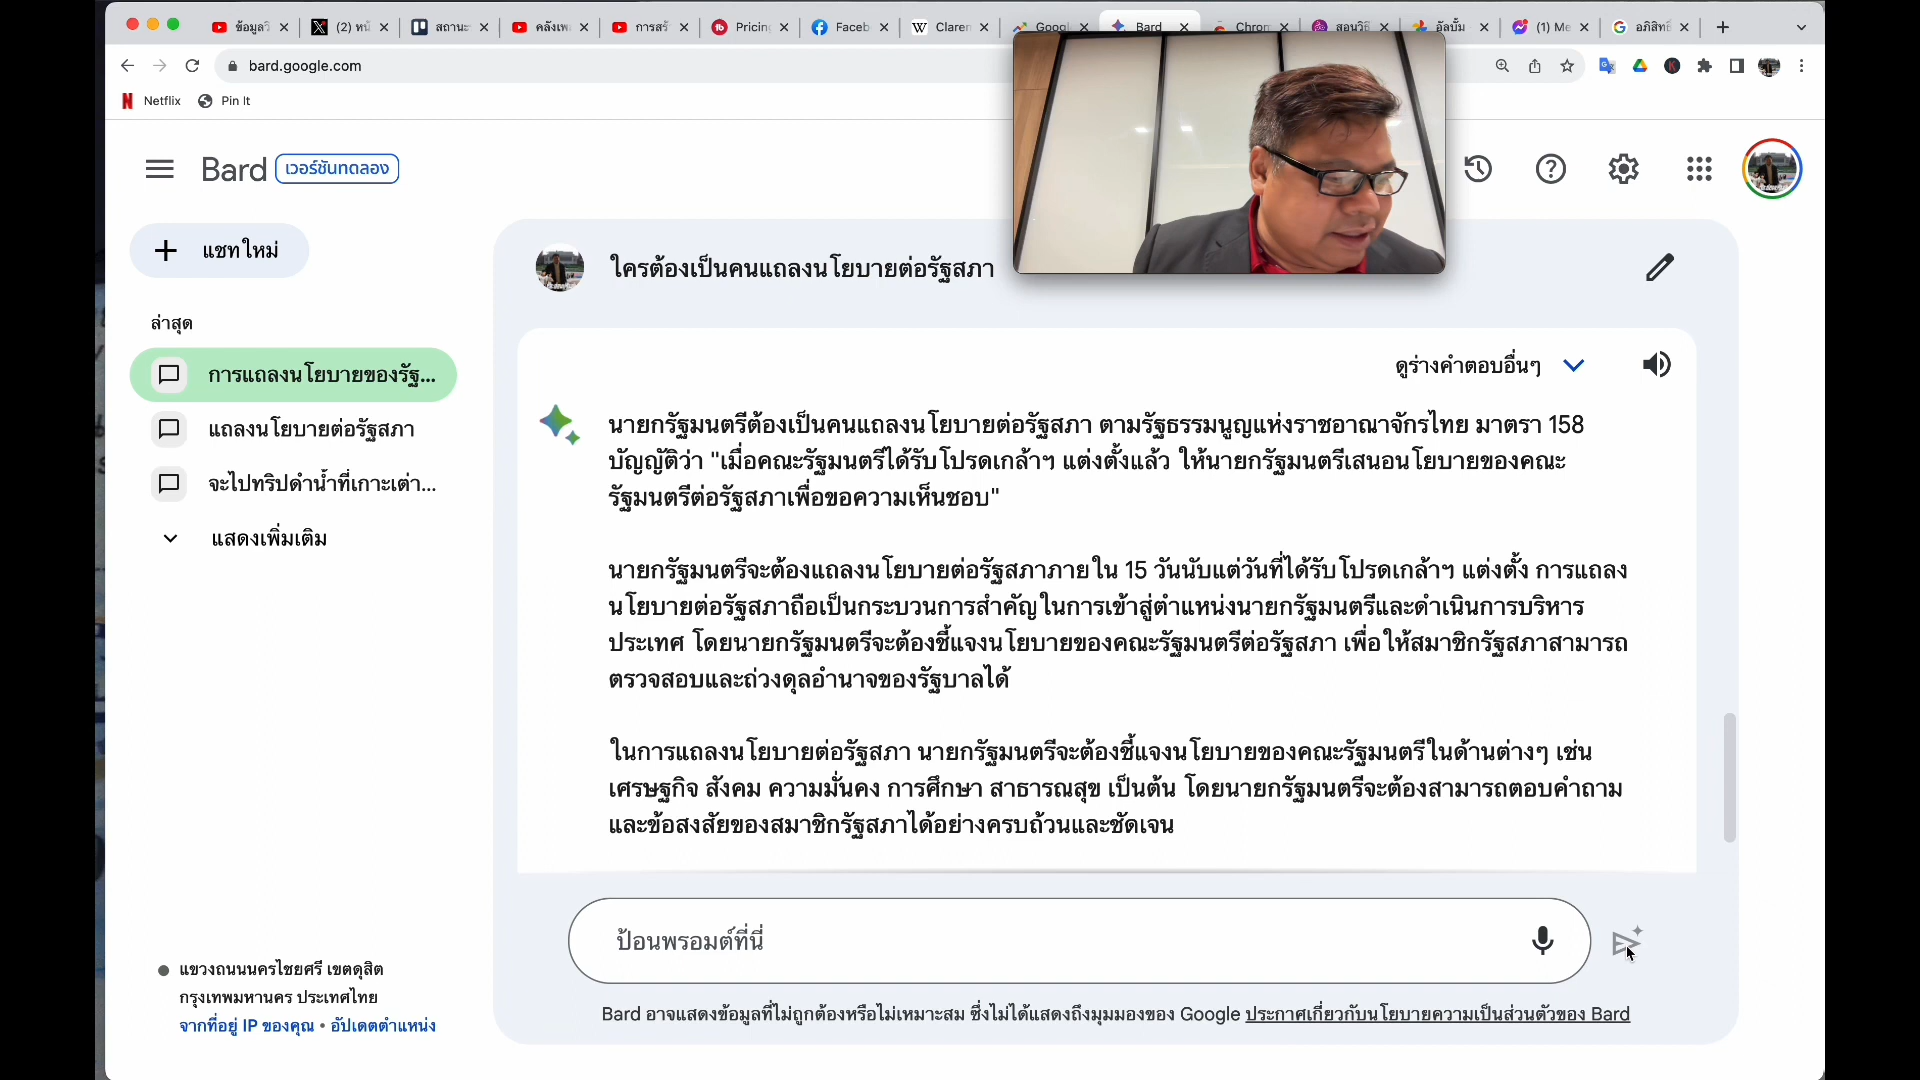 ข้อมูลวิ
(2) หน้
สถานะ
คลังเพ
การสร้
Pricing
Faceb
Claren
Googl
Bard
Chrom
สอนวิธี
อัลบั้ม
(1) Me
อภิสิทธิ์
bard.google.com
Netflix
Pin It
Bard เวอร์ชันทดลอง
แชทใหม่
ล่าสุด
การแถลงนโยบายของรัฐ...
แถลงนโยบายต่อรัฐสภา
จะไปทริปดำน้ำที่เกาะเต่า...
แสดงเพิ่มเติม
แขวงถนนนครไชยศรี เขตดุสิต
กรุงเทพมหานคร ประเทศไทย
จากที่อยู่ IP ของคุณ • อัปเดตตำแหน่ง
ใครต้องเป็นคนแถลงนโยบายต่อรัฐสภา
ดูร่างคำตอบอื่นๆ
นายกรัฐมนตรีต้องเป็นคนแถลงนโยบายต่อรัฐสภา ตามรัฐธรรมนูญแห่งราชอาณาจักรไทย มาตรา 158
บัญญัติว่า "เมื่อคณะรัฐมนตรีได้รับโปรดเกล้าฯ แต่งตั้งแล้ว ให้นายกรัฐมนตรีเสนอนโยบายของคณะ
รัฐมนตรีต่อรัฐสภาเพื่อขอความเห็นชอบ"
นายกรัฐมนตรีจะต้องแถลงนโยบายต่อรัฐสภาภายใน 15 วันนับแต่วันที่ได้รับโปรดเกล้าฯ แต่งตั้ง การแถลง
นโยบายต่อรัฐสภาถือเป็นกระบวนการสำคัญในการเข้าสู่ตำแหน่งนายกรัฐมนตรีและดำเนินการบริหาร
ประเทศ โดยนายกรัฐมนตรีจะต้องชี้แจงนโยบายของคณะรัฐมนตรีต่อรัฐสภา เพื่อให้สมาชิกรัฐสภาสามารถ
ตรวจสอบและถ่วงดุลอำนาจของรัฐบาลได้
ในการแถลงนโยบายต่อรัฐสภา นายกรัฐมนตรีจะต้องชี้แจงนโยบายของคณะรัฐมนตรีในด้านต่างๆ เช่น
เศรษฐกิจ สังคม ความมั่นคง การศึกษา สาธารณสุข เป็นต้น โดยนายกรัฐมนตรีจะต้องสามารถตอบคำถาม
และข้อสงสัยของสมาชิกรัฐสภาได้อย่างครบถ้วนและชัดเจน
ป้อนพรอมต์ที่นี่
Bard อาจแสดงข้อมูลที่ไม่ถูกต้องหรือไม่เหมาะสม ซึ่งไม่ได้แสดงถึงมุมมองของ Google ประกาศเกี่ยวกับนโยบายความเป็นส่วนตัวของ Bard